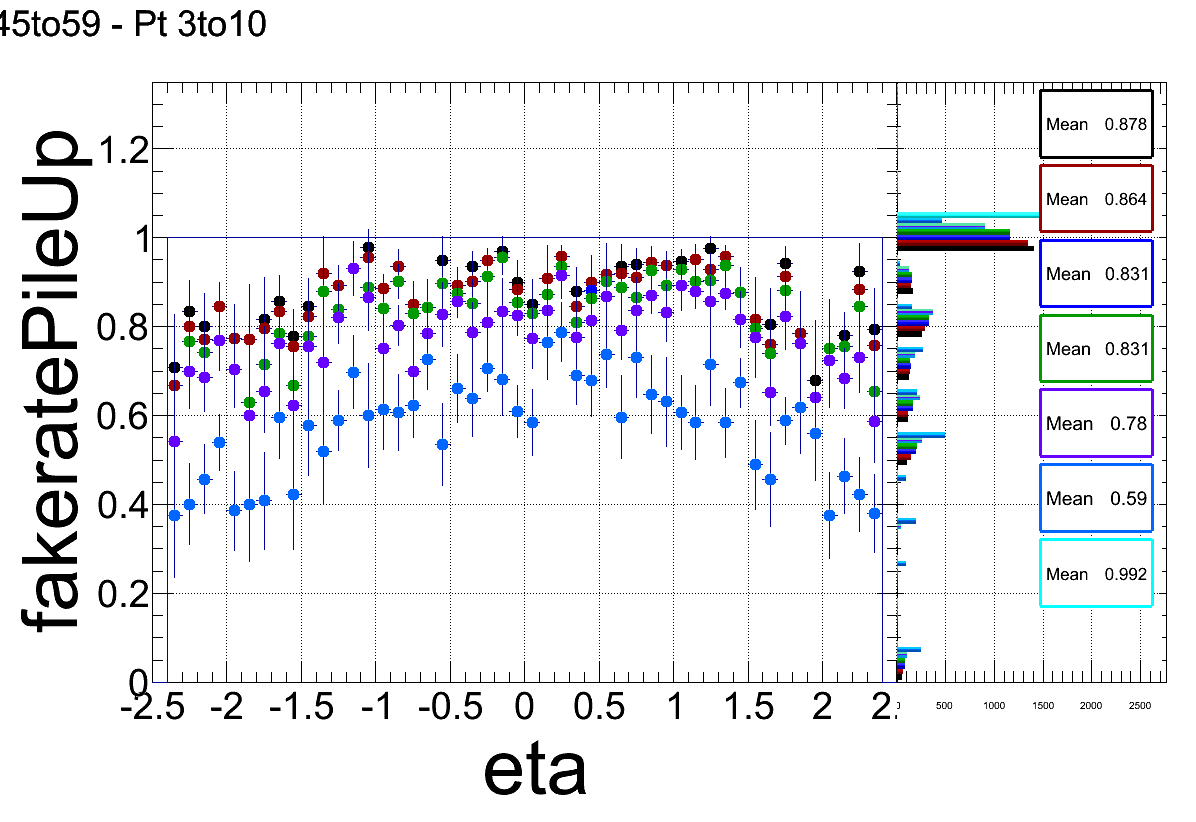 45to59 - Pt 3to10
fakeratePileUp
1.2
1
0.8
0.6
0.4
0.2
0
-2.5 -2 -1.5 -1 -0.5 0 0.5 1 1.5 2 2.
eta
500 1000 1500 2000 2500
Mean 0.878
Mean 0.864
Mean 0.831
Mean 0.831
Mean 0.78
Mean 0.59
Mean 0.992